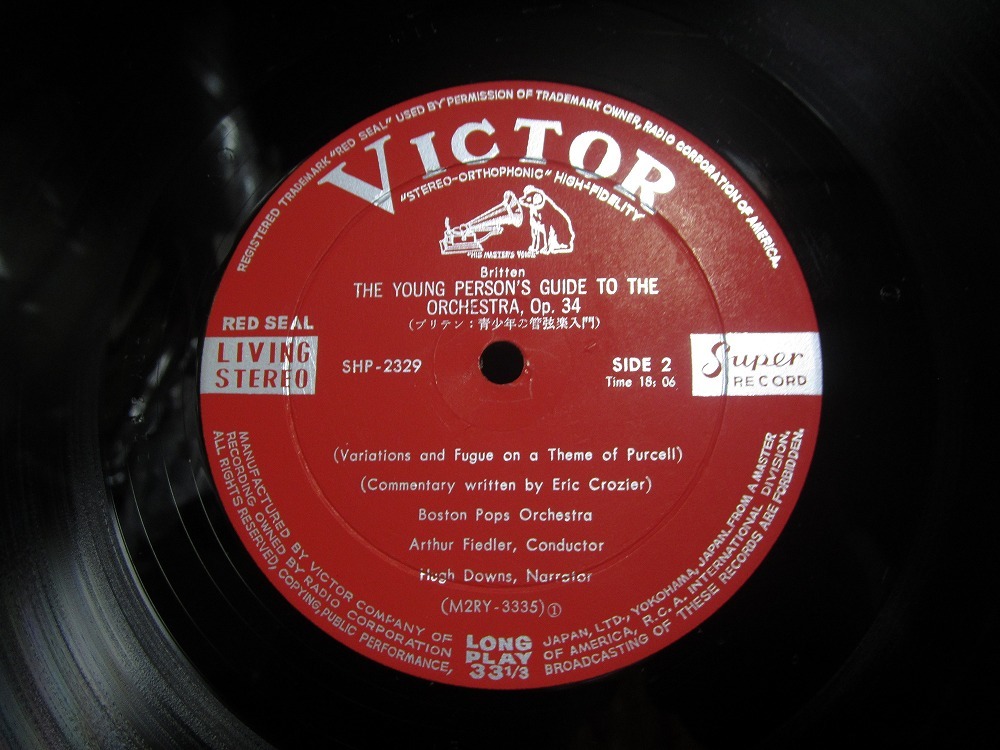 REGISTERED TRADEMARK "RED SEAL" USED BY PERMISSION OF TRADEMARK OWNER, RADIO CORPORATION OF AMERICA.
VICTOR
"STEREO-ORTHOPHONIC" HIGH-FIDELITY
"HIS MASTER'S VOICE"
Britten
THE YOUNG PERSON'S GUIDE TO THE
ORCHESTRA, Op. 34
(ブリテン:青少年の管弦楽入門)
RED SEAL
LIVING
STEREO
SHP-2329
SIDE 2
Time 18: 06
Super
RECORD
(Variations and Fugue on a Theme of Purcell)
(Commentary written by Eric Crozier)
Boston Pops Orchestra
Arthur Fiedler, Conductor
Hugh Downs, Narrator
(M2RY-3335)①
LONG
PLAY
33 1/3
MANUFACTURED BY VICTOR COMPANY OF JAPAN, LTD., YOKOHAMA, JAPAN. FROM A MASTER
RECORDING OWNED BY RADIO CORPORATION OF AMERICA, R.C.A. INTERNATIONAL DIVISION,
ALL RIGHTS RESERVED, COPYING, PUBLIC PERFORMANCE, BROADCASTING OF THESE RECORDS ARE FORBIDDEN.